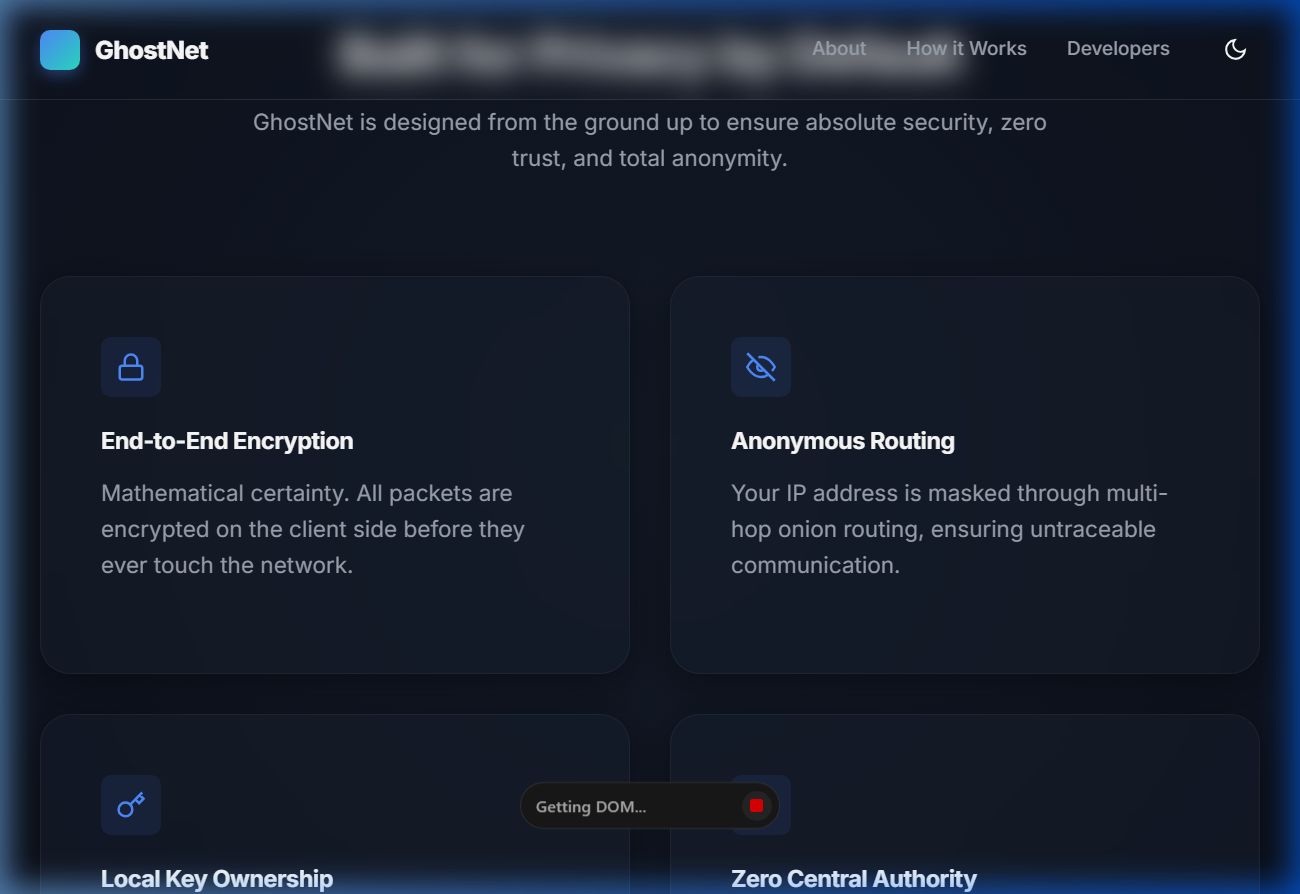 GhostNet
About
How it Works
Developers
GhostNet is designed from the ground up to ensure absolute security, zero
trust, and total anonymity.
End-to-End Encryption
Mathematical certainty. All packets are
encrypted on the client side before they
ever touch the network.
Anonymous Routing
Your IP address is masked through multi-
hop onion routing, ensuring untraceable
communication.
Getting DOM...
Local Key Ownership
Zero Central Authority